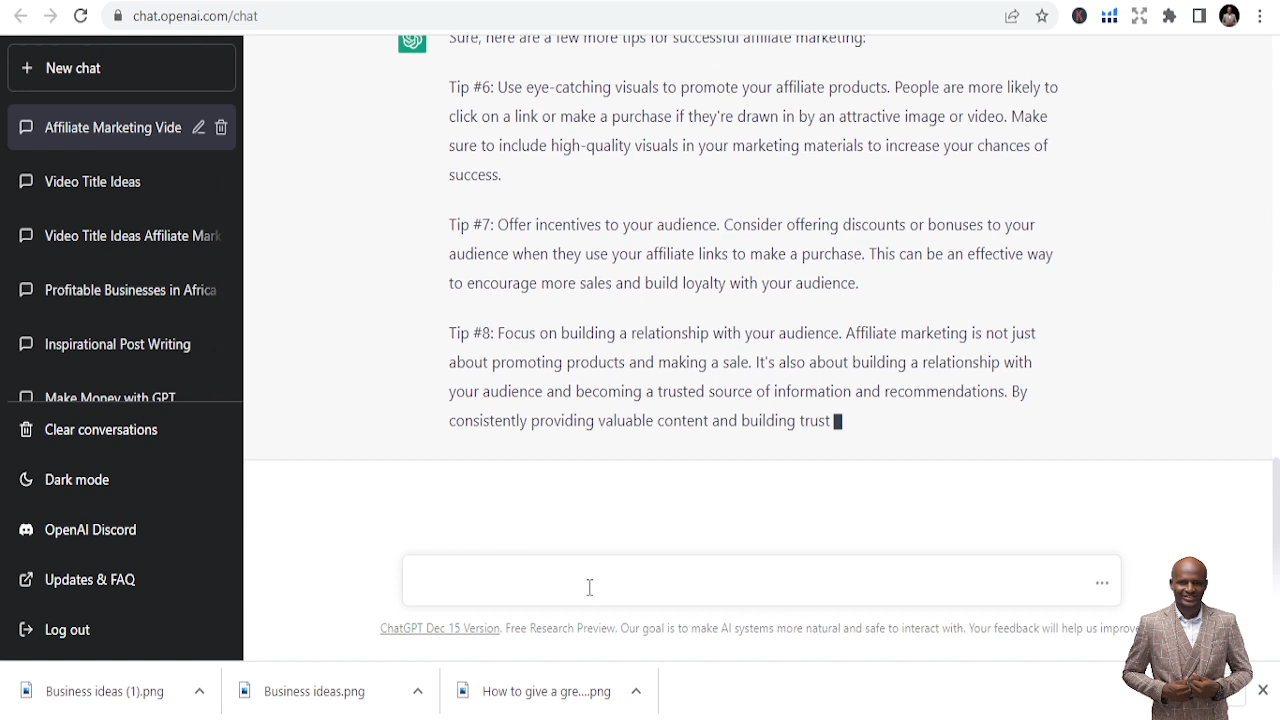 chat.openai.com/chat
New chat
Affiliate Marketing Vide
Video Title Ideas
Video Title Ideas Affiliate Mark
Profitable Businesses in Africa
Inspirational Post Writing
Make Money with GPT
Clear conversations
Dark mode
OpenAI Discord
Updates & FAQ
Log out
Sure, here are a few more tips for successful affiliate marketing:
Tip #6: Use eye-catching visuals to promote your affiliate products. People are more likely to
click on a link or make a purchase if they're drawn in by an attractive image or video. Make
sure to include high-quality visuals in your marketing materials to increase your chances of
success.
Tip #7: Offer incentives to your audience. Consider offering discounts or bonuses to your
audience when they use your affiliate links to make a purchase. This can be an effective way
to encourage more sales and build loyalty with your audience.
Tip #8: Focus on building a relationship with your audience. Affiliate marketing is not just
about promoting products and making a sale. It's also about building a relationship with
your audience and becoming a trusted source of information and recommendations. By
consistently providing valuable content and building trust
ChatGPT Dec 15 Version. Free Research Preview. Our goal is to make AI systems more natural and safe to interact with. Your feedback will help us improve
Business ideas (1).png
Business ideas.png
How to give a gre....png